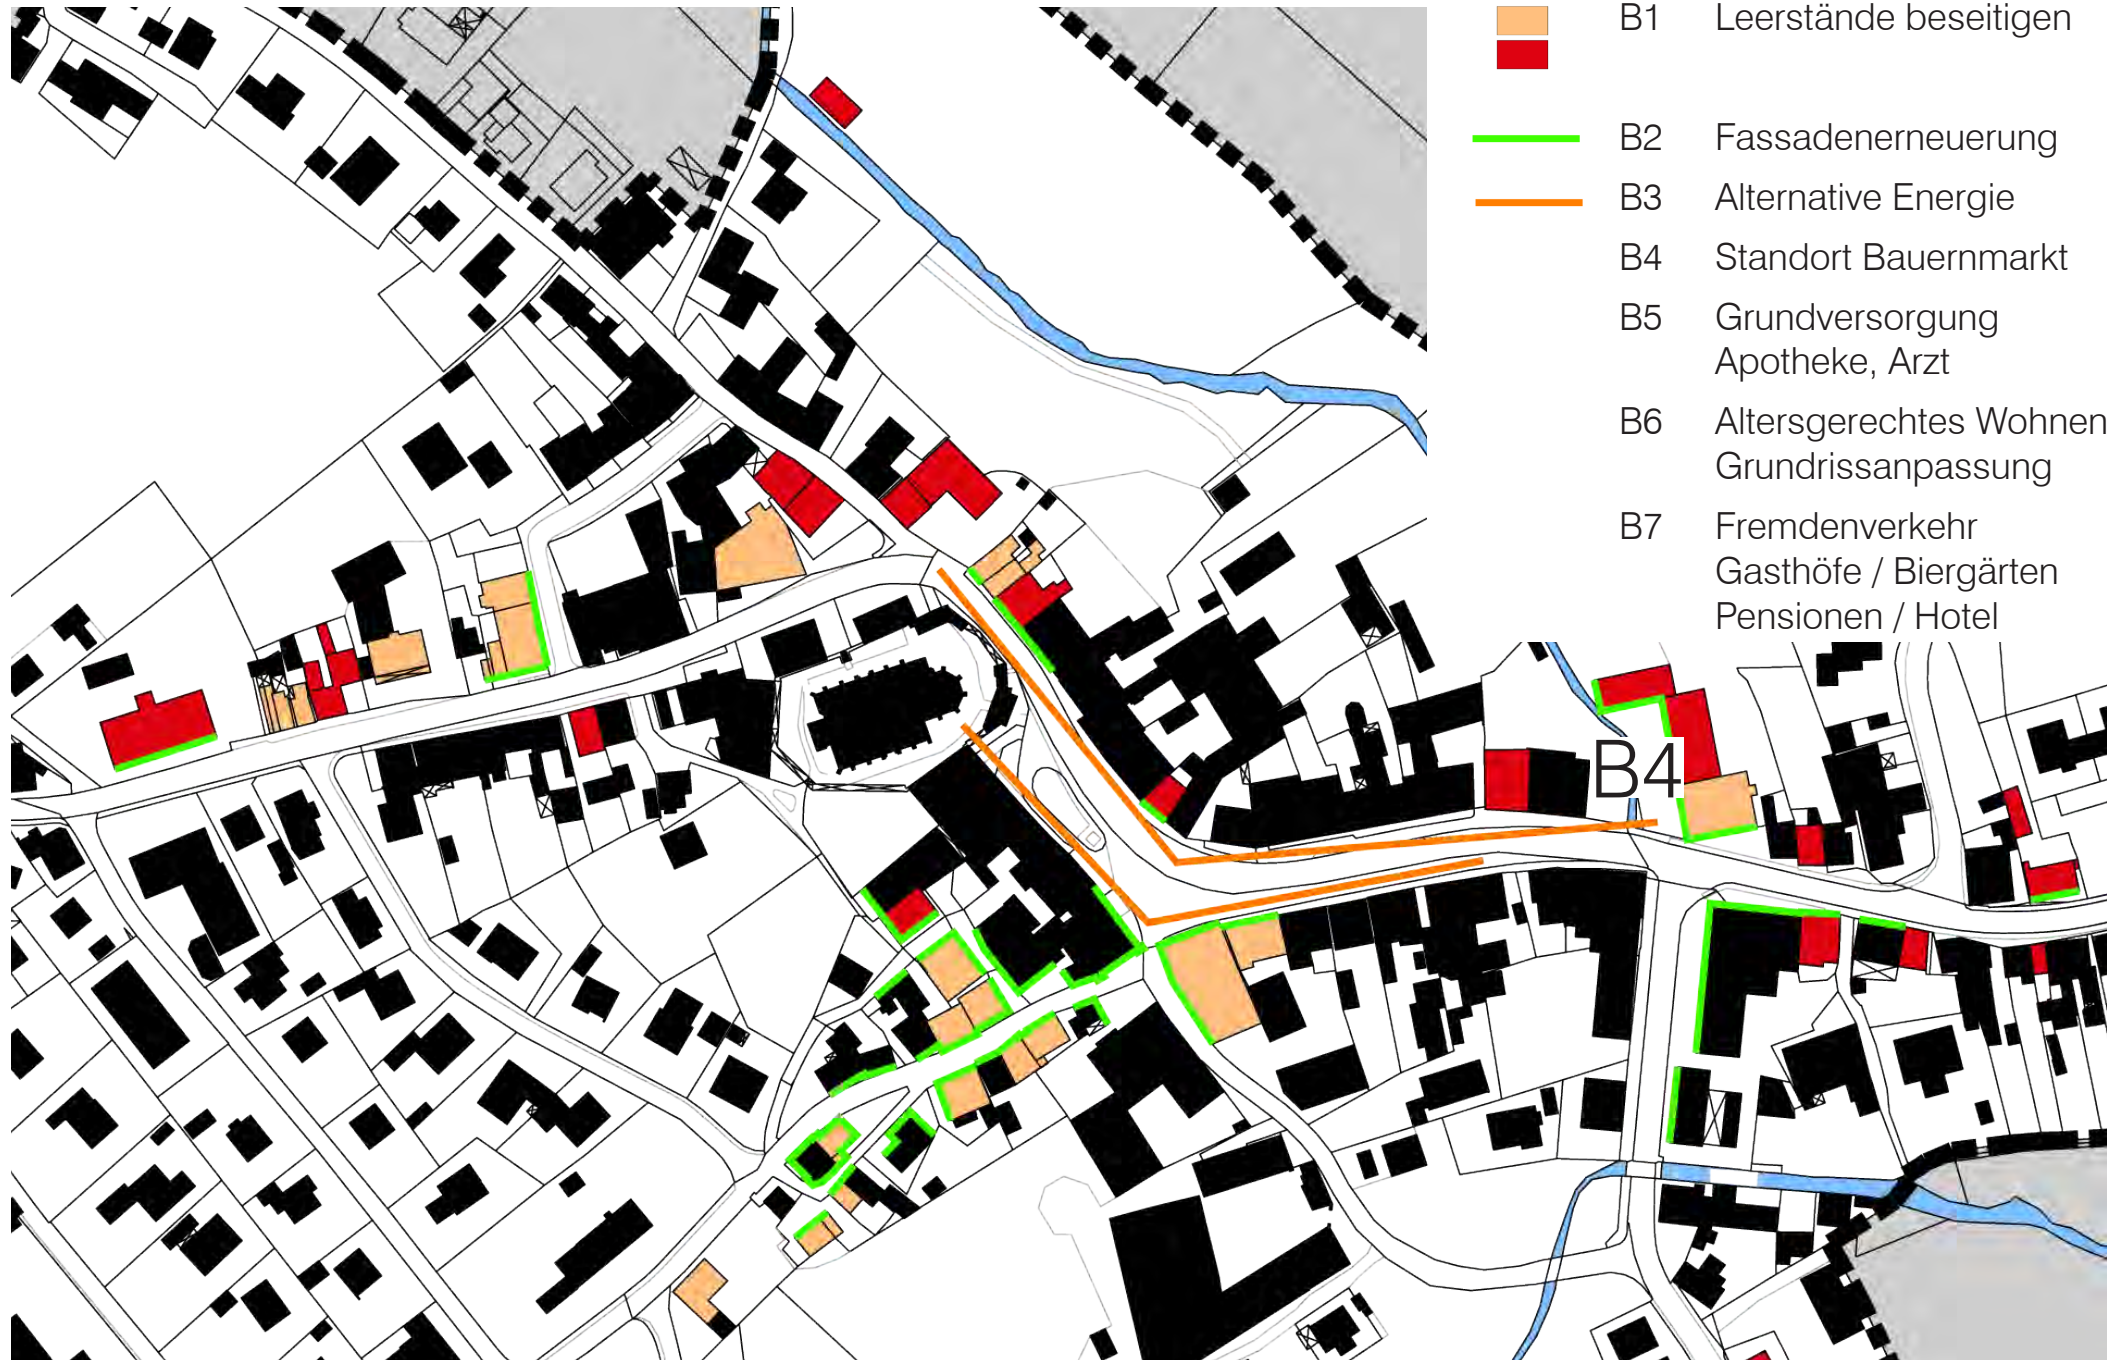 B1 Leerstände beseitigen
B2 Fassadenerneuerung
B3 Alternative Energie
B4 Standort Bauernmarkt
B5 Grundversorgung
Apotheke, Arzt
B6 Altersgerechtes Wohnen
Grundrissanpassung
B7 Fremdenverkehr
Gasthöfe / Biergärten
Pensionen / Hotel
B4